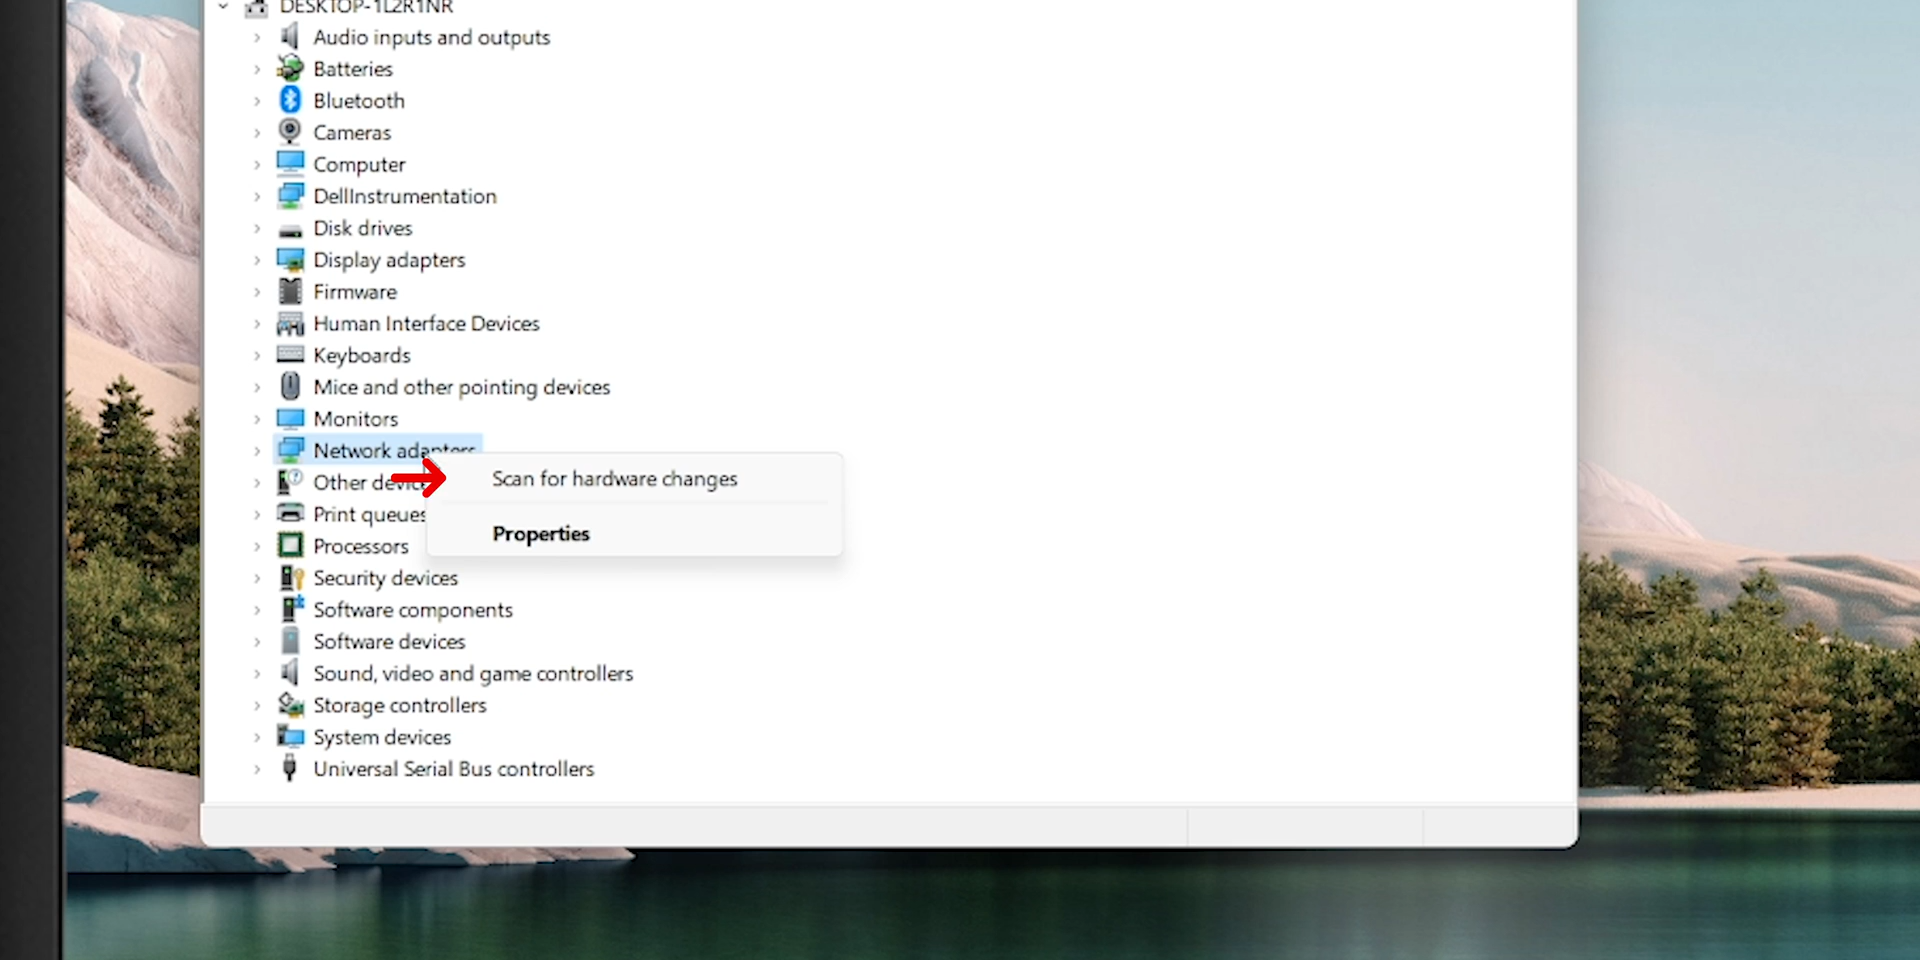 DESKTOP-1L2R1NR
Audio inputs and outputs
Batteries
Bluetooth
Cameras
Computer
DellInstrumentation
Disk drives
Display adapters
Firmware
Human Interface Devices
Keyboards
Mice and other pointing devices
Monitors
Network adapters
Scan for hardware changes
Other device
Print queues
Properties
Processors
Security devices
Software components
Software devices
Sound, video and game controllers
Storage controllers
System devices
Universal Serial Bus controllers